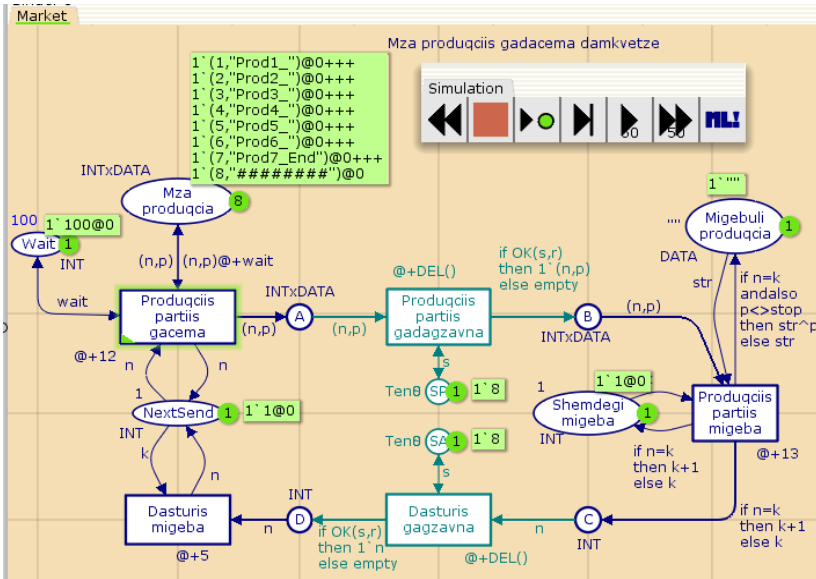 Market
Mza produqciis gadacema damkvetze
1`(1,"Prod1_")@0+++
1`(2,"Prod2_")@0+++
1`(3,"Prod3_")@0+++
1`(4,"Prod4_")@0+++
1`(5,"Prod5_")@0+++
1`(6,"Prod6_")@0+++
1`(7,"Prod7_End")@0+++
1`(8,"########")@0
Simulation
50
50
ML!
INTxDATA
Mza
produqcia
8
100
1`100@0
Wait
1
INT
wait
(n,p)
(n,p)@+wait
Produqciis
partiis
gacema
@+12
(n,p)
INTxDATA
A
(n,p)
@+DEL()
Produqciis
partiis
gadagzavna
if OK(s,r)
then 1`(n,p)
else empty
B
INTxDATA
(n,p)
1`""
""
Migebuli
produqcia
1
DATA
str
if n=k
andalso
p<>stop
then str^p
else str
n
n
1
NextSend
1
1`1@0
INT
k
n
s
Ten0
SP
1
1`8
Ten0
SA
1
1`8
s
1
1`1@0
Shemdegi
migeba
1
INT
if n=k
then k+1
else k
Produqciis
partiis
migeba
@+13
Dasturis
migeba
@+5
n
INT
D
if OK(s,r)
then 1`n
else empty
Dasturis
gagzavna
@+DEL()
n
C
INT
if n=k
then k+1
else k